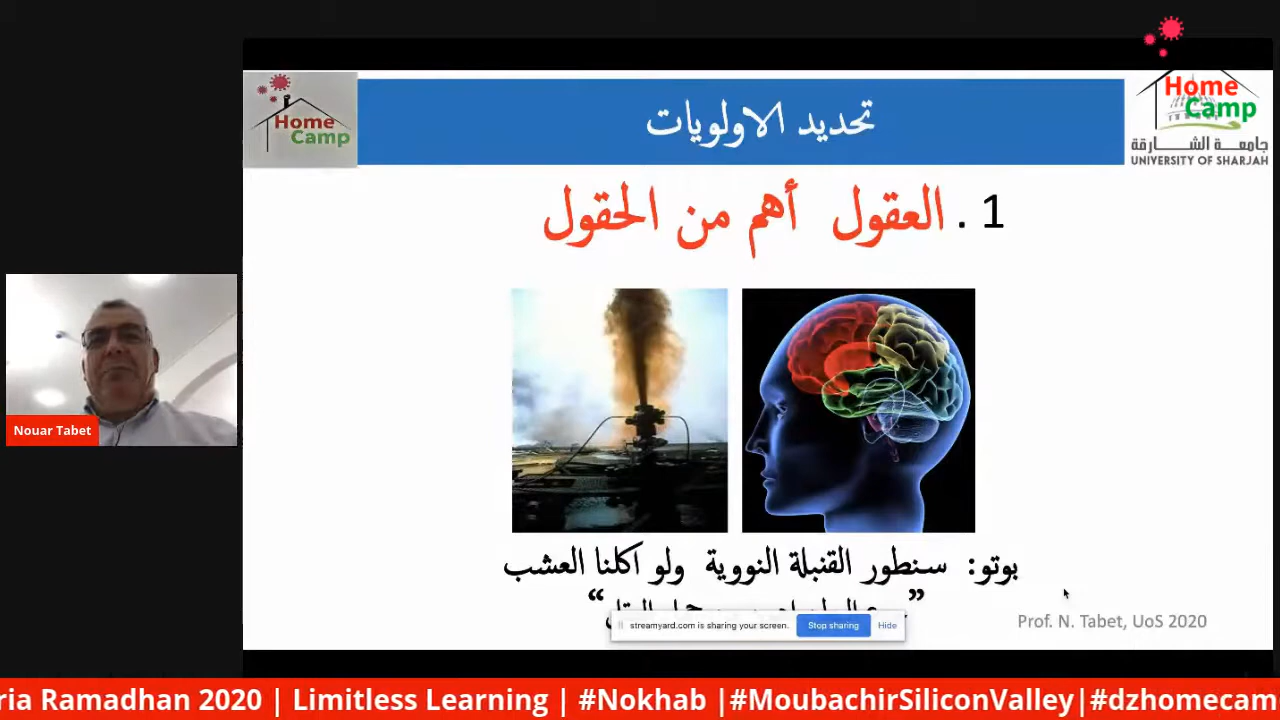 Home
Camp
تحديد الاولويات
Home
Camp
جامعة الشارقة
UNIVERSITY OF SHARJAH
1. العقول أهم من الحقول
Nouar Tabet
بوتو: سنطور القنبلة النووية ولو اكلنا العشب
streamyard.com is sharing your screen.
Stop sharing
Hide
Prof. N. Tabet, UoS 2020
Ramadhan 2020 | Limitless Learning | #Nokhab |#MoubachirSiliconValley|#dzhomecam